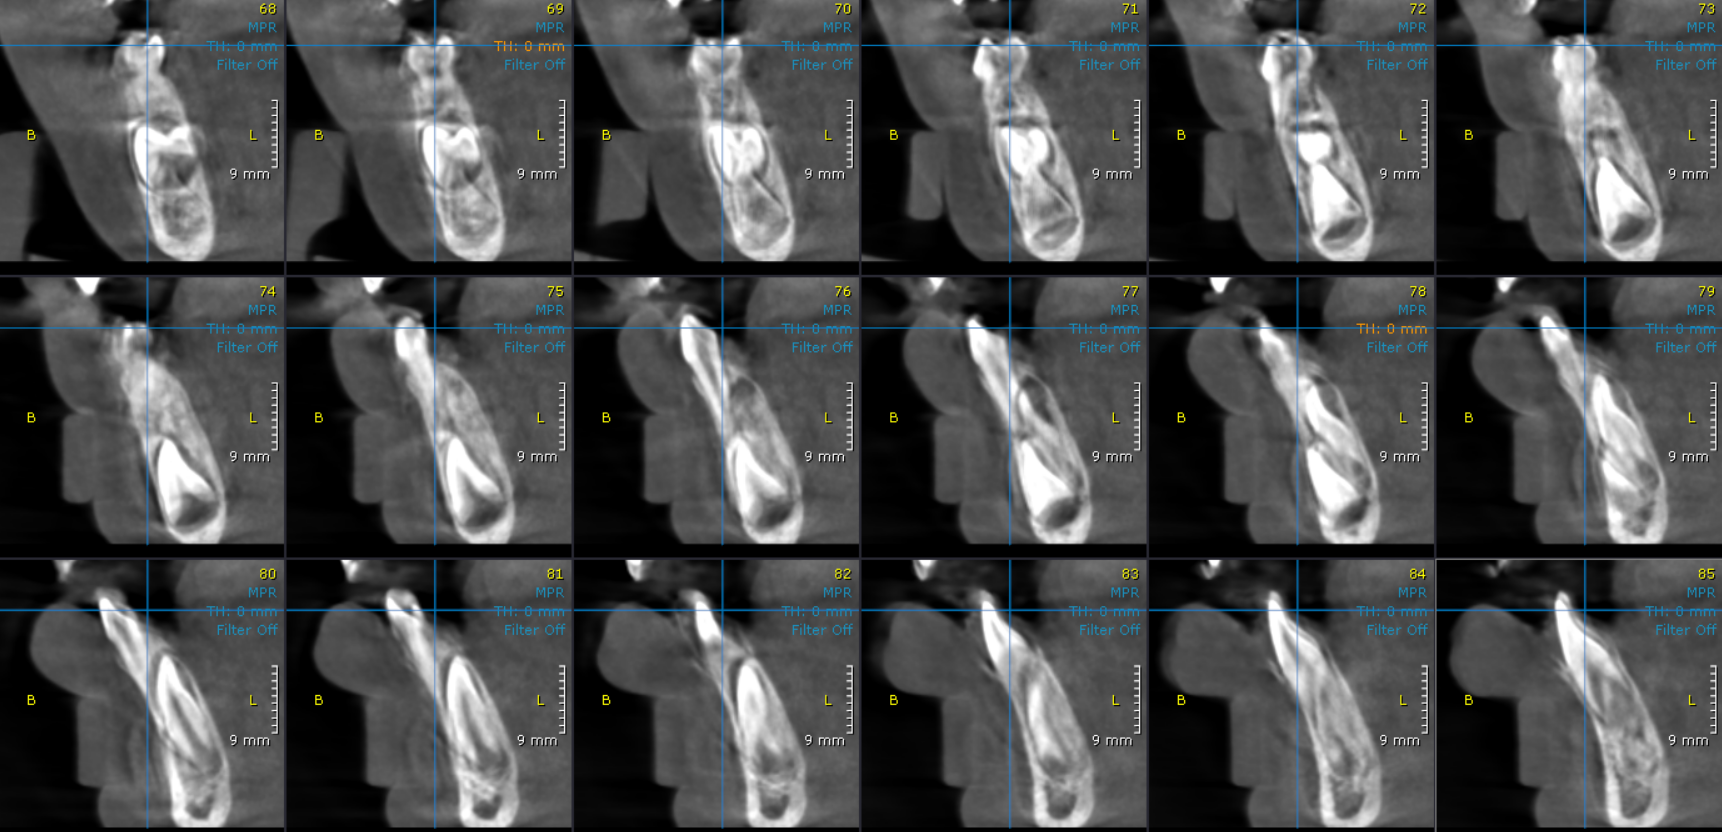 68
MPR
TH: 0 mm
Filter Off
B
L
9 mm
69
MPR
TH: 0 mm
Filter Off
B
L
9 mm
70
MPR
TH: 0 mm
Filter Off
B
L
9 mm
71
MPR
TH: 0 mm
Filter Off
B
L
9 mm
72
MPR
TH: 0 mm
Filter Off
B
L
9 mm
73
MPR
TH: 0 mm
Filter Off
B
L
9 mm
74
MPR
TH: 0 mm
Filter Off
B
L
9 mm
75
MPR
TH: 0 mm
Filter Off
B
L
9 mm
76
MPR
TH: 0 mm
Filter Off
B
L
9 mm
77
MPR
TH: 0 mm
Filter Off
B
L
9 mm
78
MPR
TH: 0 mm
Filter Off
B
L
9 mm
79
MPR
TH: 0 mm
Filter Off
B
L
9 mm
80
MPR
TH: 0 mm
Filter Off
B
L
9 mm
81
MPR
TH: 0 mm
Filter Off
B
L
9 mm
82
MPR
TH: 0 mm
Filter Off
B
L
9 mm
83
MPR
TH: 0 mm
Filter Off
B
L
9 mm
84
MPR
TH: 0 mm
Filter Off
B
L
9 mm
85
MPR
TH: 0 mm
Filter Off
B
L
9 mm